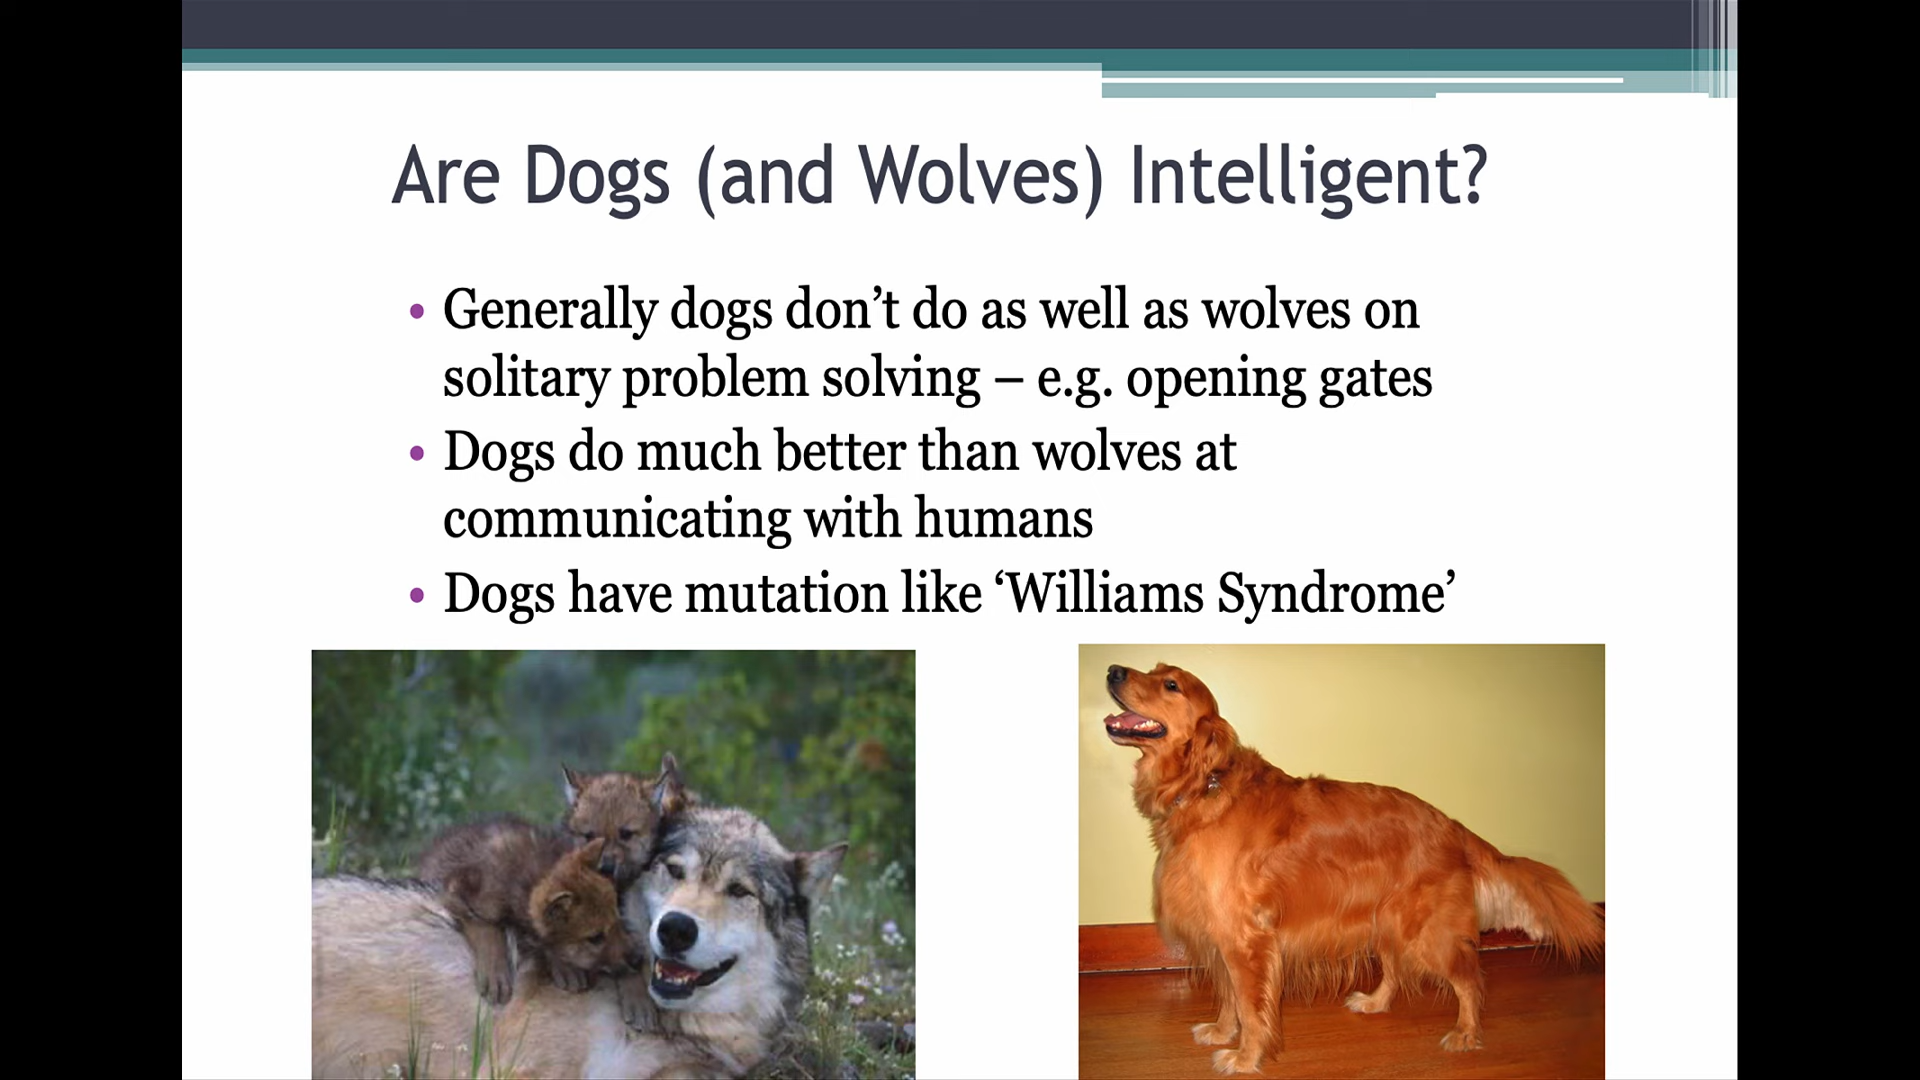 Are Dogs (and Wolves) Intelligent?
• Generally dogs don’t do as well as wolves on
solitary problem solving – e.g. opening gates
• Dogs do much better than wolves at
communicating with humans
• Dogs have mutation like ‘Williams Syndrome’